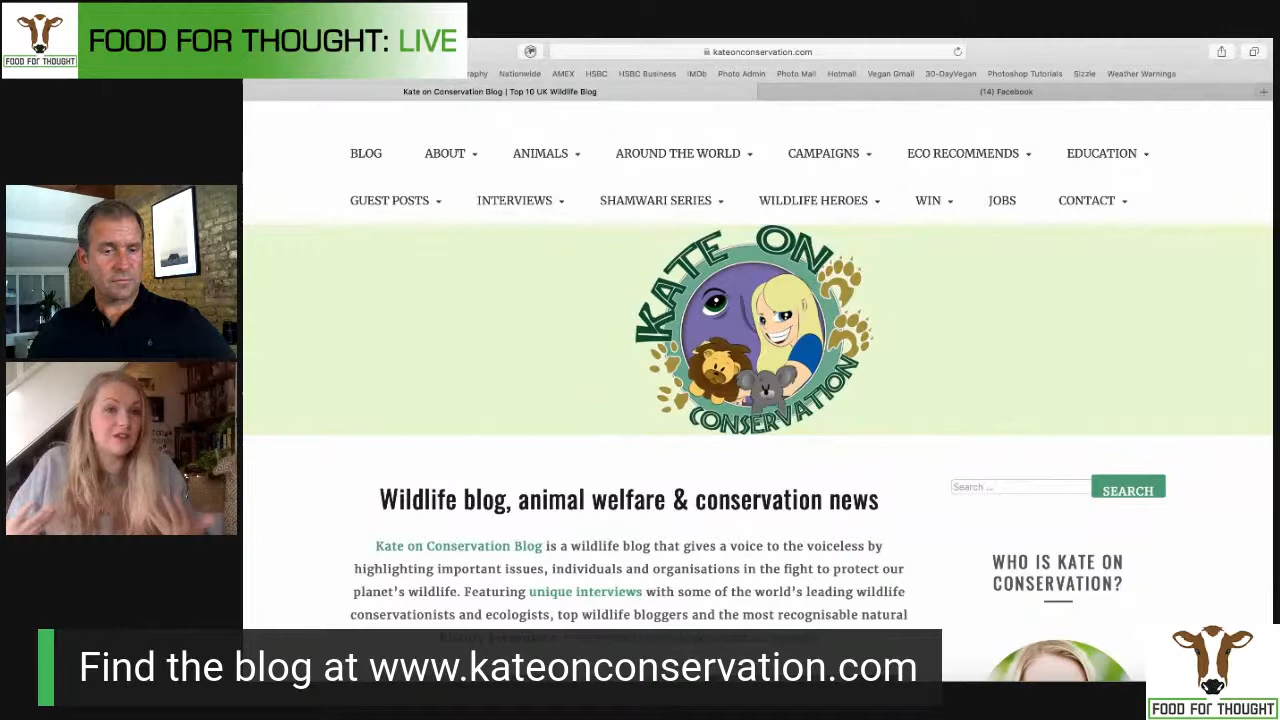 FOOD FOR THOUGHT: LIVE
FOOD FOR THOUGHT
kateonconservation.com
Nationwide AMEX HSBC HSBC Business IMDb Photo Admin Photo Mail Hotmail Vegan Gmail 30-DayVegan Photoshop Tutorials Sizzle Weather Warnings
Kate on Conservation Blog | Top 10 UK Wildlife Blog
(14) Facebook
BLOG ABOUT ANIMALS AROUND THE WORLD CAMPAIGNS ECO RECOMMENDS EDUCATION
GUEST POSTS INTERVIEWS SHAMWARI SERIES WILDLIFE HEROES WIN JOBS CONTACT
KATE ON
CONSERVATION
Wildlife blog, animal welfare & conservation news
Search ...
SEARCH
Kate on Conservation Blog is a wildlife blog that gives a voice to the voiceless by
highlighting important issues, individuals and organisations in the fight to protect our
planet's wildlife. Featuring unique interviews with some of the world's leading wildlife
conservationists and ecologists, top wildlife bloggers and the most recognisable natural
WHO IS KATE ON
CONSERVATION?
Find the blog at www.kateonconservation.com
FOOD FOR THOUGHT